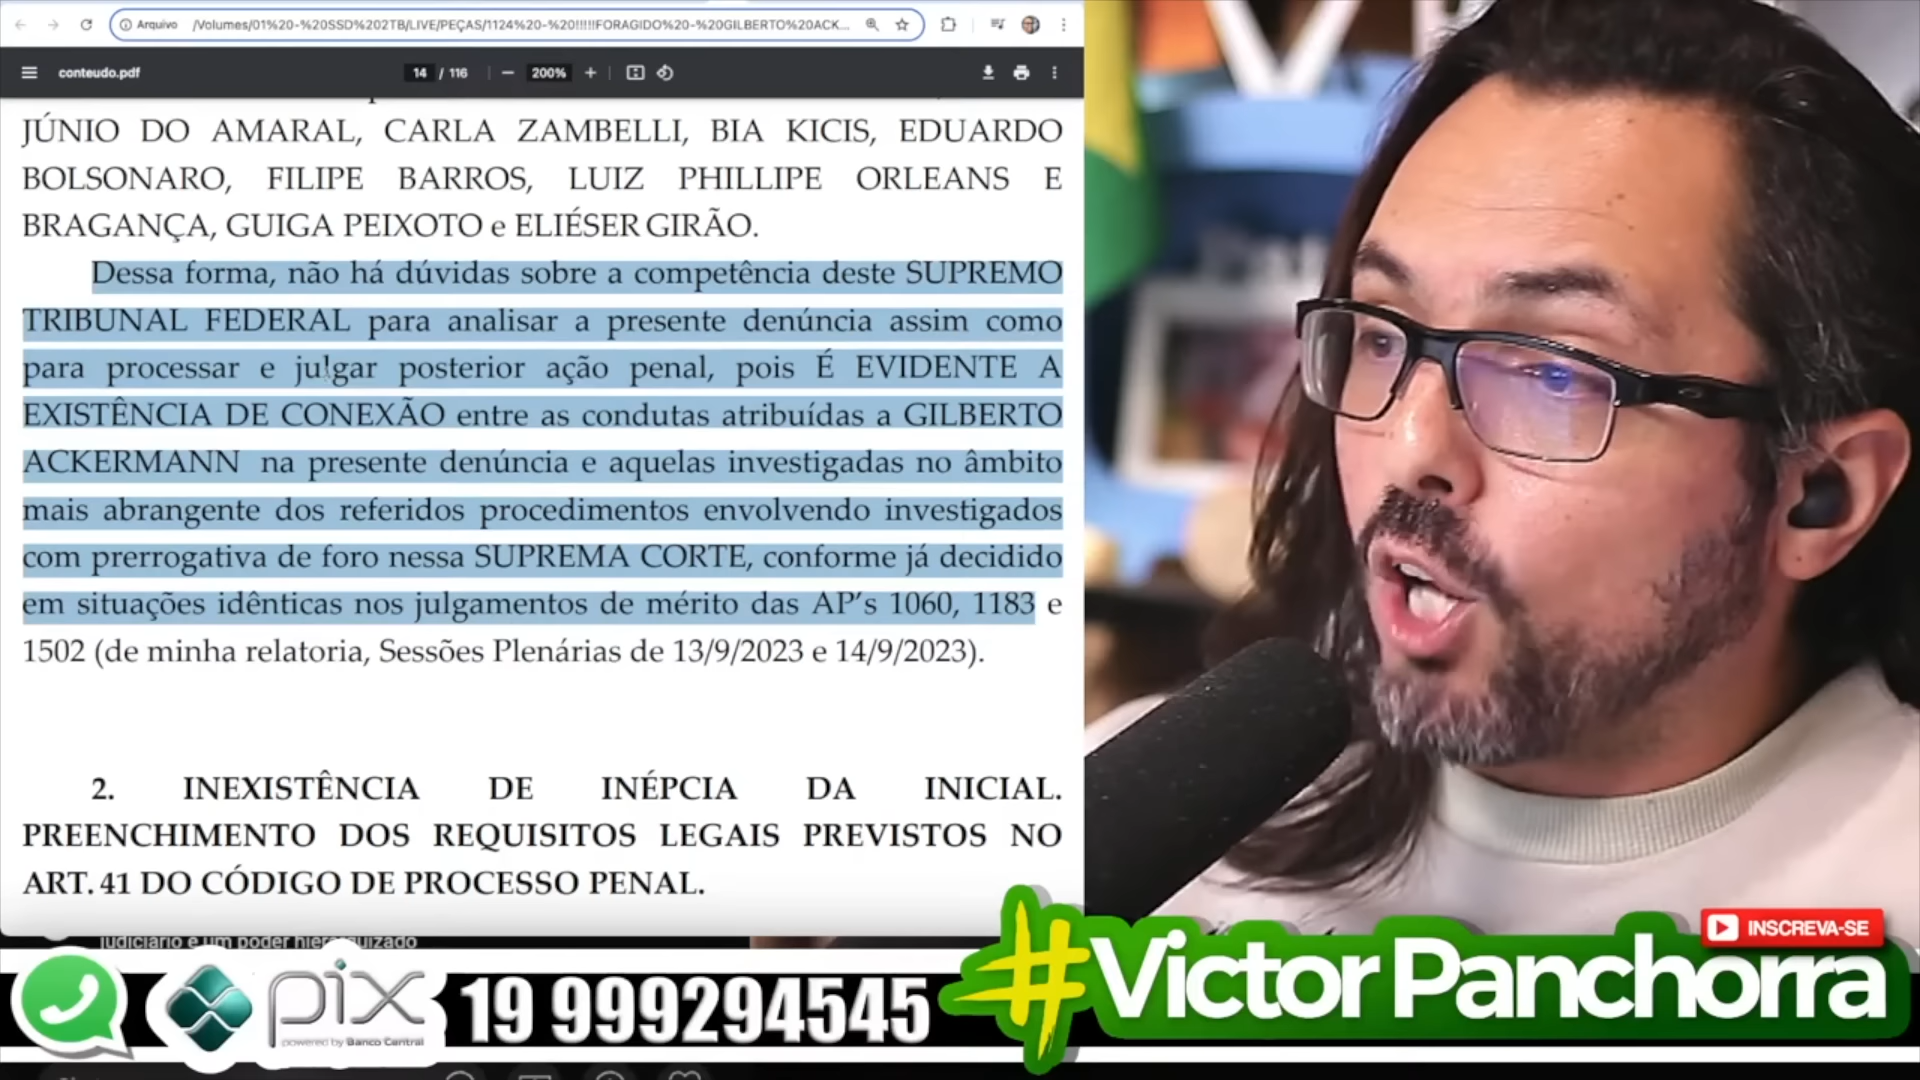 Arquivo /Volumes/01%20-%20SSD%202TB/LIVE/PEÇAS/1124%20-%20!!!!!FORAGIDO%20-%20GILBERTO%20ACK...
conteudo.pdf 14 / 116 200%
JÚNIO DO AMARAL, CARLA ZAMBELLI, BIA KICIS, EDUARDO
BOLSONARO, FILIPE BARROS, LUIZ PHILLIPE ORLEANS E
BRAGANÇA, GUIGA PEIXOTO e ELIÉSER GIRÃO.
Dessa forma, não há dúvidas sobre a competência deste SUPREMO
TRIBUNAL FEDERAL para analisar a presente denúncia assim como
para processar e julgar posterior ação penal, pois É EVIDENTE A
EXISTÊNCIA DE CONEXÃO entre as condutas atribuídas a GILBERTO
ACKERMANN na presente denúncia e aquelas investigadas no âmbito
mais abrangente dos referidos procedimentos envolvendo investigados
com prerrogativa de foro nessa SUPREMA CORTE, conforme já decidido
em situações idênticas nos julgamentos de mérito das AP’s 1060, 1183 e
1502 (de minha relatoria, Sessões Plenárias de 13/9/2023 e 14/9/2023).
2. INEXISTÊNCIA DE INÉPCIA DA INICIAL.
PREENCHIMENTO DOS REQUISITOS LEGAIS PREVISTOS NO
ART. 41 DO CÓDIGO DE PROCESSO PENAL.
judiciário é um poder hierarquizado
INSCREVA-SE
pix
powered by Banco Central
19 999294545
#Victor Panchorra